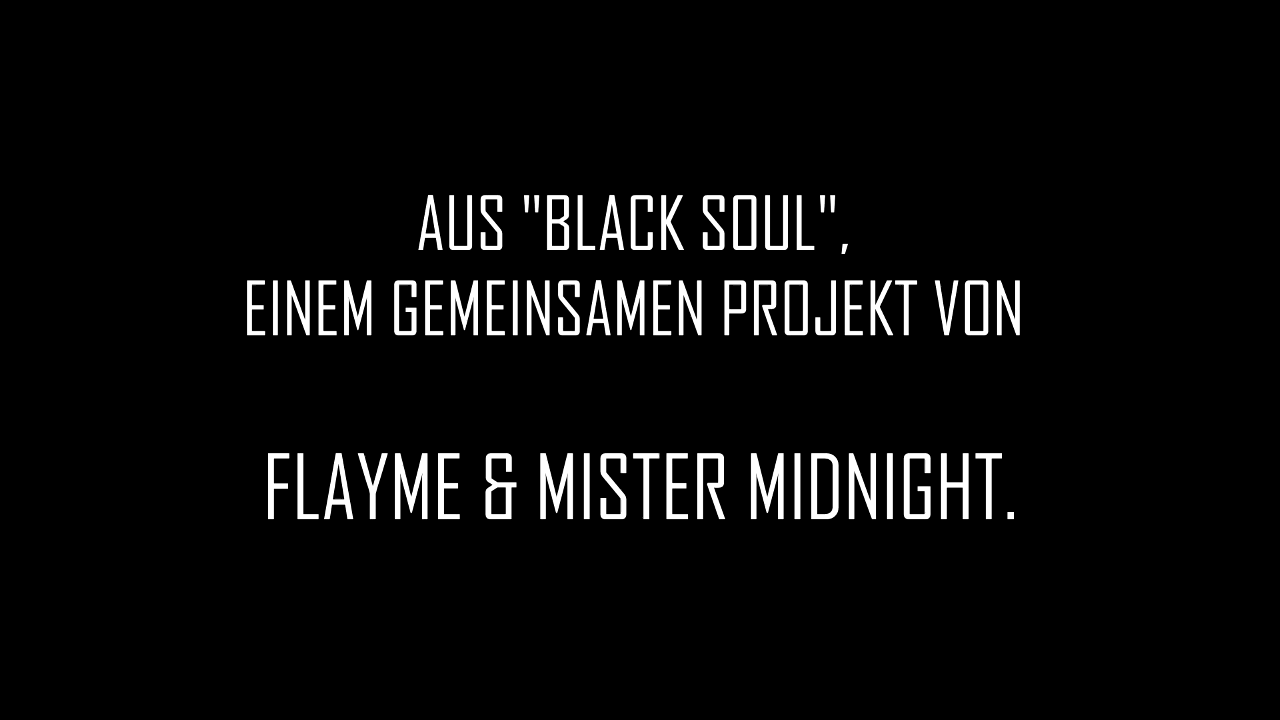 AUS "BLACK SOUL",
EINEM GEMEINSAMEN PROJEKT VON
FLAYME & MISTER MIDNIGHT.